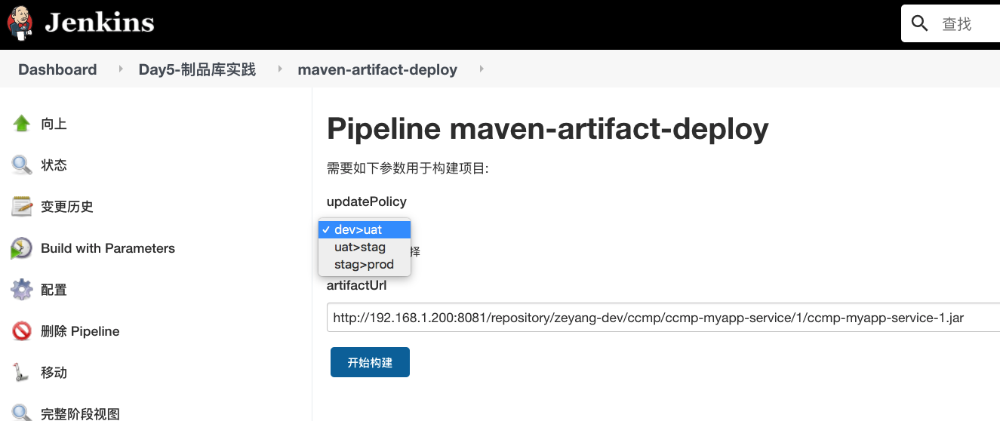 Jenkins
查找
Dashboard
Day5-制品库实践
maven-artifact-deploy
向上
状态
变更历史
Build with Parameters
配置
删除 Pipeline
移动
完整阶段视图
Pipeline maven-artifact-deploy
需要如下参数用于构建项目:
updatePolicy
dev>uat
uat>stag
stag>prod
择
artifactUrl
http://192.168.1.200:8081/repository/zeyang-dev/ccmp/ccmp-myapp-service/1/ccmp-myapp-service-1.jar
开始构建